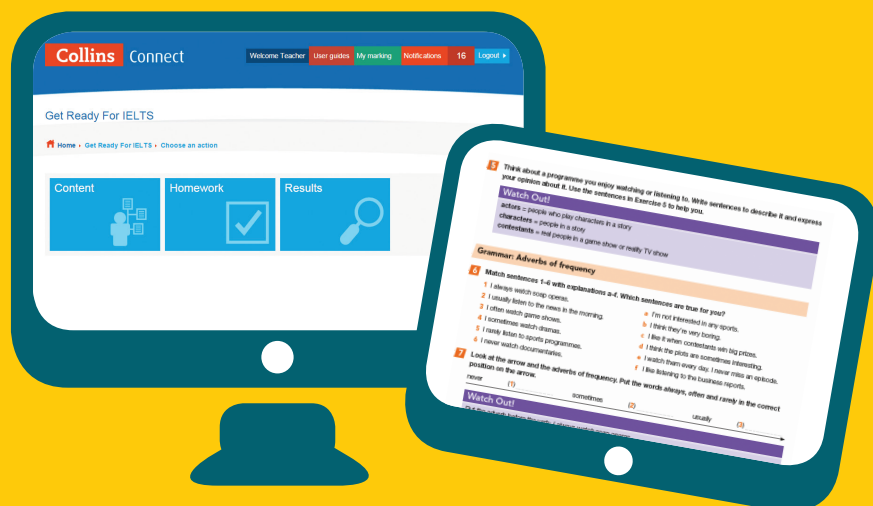 Collins Connect
Welcome Teacher User guides My marking Notifications 16 Logout
Get Ready For IELTS
Home › Get Ready For IELTS › Choose an action
Content Homework Results
5 Think about a programme you enjoy watching or listening to. Write sentences to describe it and express
your opinion about it. Use the sentences in Exercise 5 to help you.
Watch Out!
actors = people who play characters in a story
characters = people in a story
contestants = real people in a game show or reality TV show
Grammar: Adverbs of frequency
6 Match sentences 1–6 with explanations a–f. Which sentences are true for you?
1 I always watch soap operas.
2 I usually listen to the news in the morning.
3 I often watch game shows.
4 I sometimes watch dramas.
5 I rarely listen to sports programmes.
6 I never watch documentaries.
a I'm not interested in any sports.
b I think they're very boring.
c I like it when contestants win big prizes.
d I think the plots are sometimes interesting.
e I watch them every day. I never miss an episode.
f I like listening to the business reports.
7 Look at the arrow and the adverbs of frequency. Put the words always, often and rarely in the correct
position on the arrow.
never (1) sometimes (2) usually (3)
Watch Out!